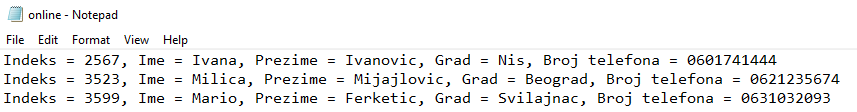 online - Notepad
File Edit Format View Help
Indeks = 2567, Ime = Ivana, Prezime = Ivanovic, Grad = Nis, Broj telefona = 0601741444
Indeks = 3523, Ime = Milica, Prezime = Mijajlovic, Grad = Beograd, Broj telefona = 0621235674
Indeks = 3599, Ime = Mario, Prezime = Ferketic, Grad = Svilajnac, Broj telefona = 0631032093